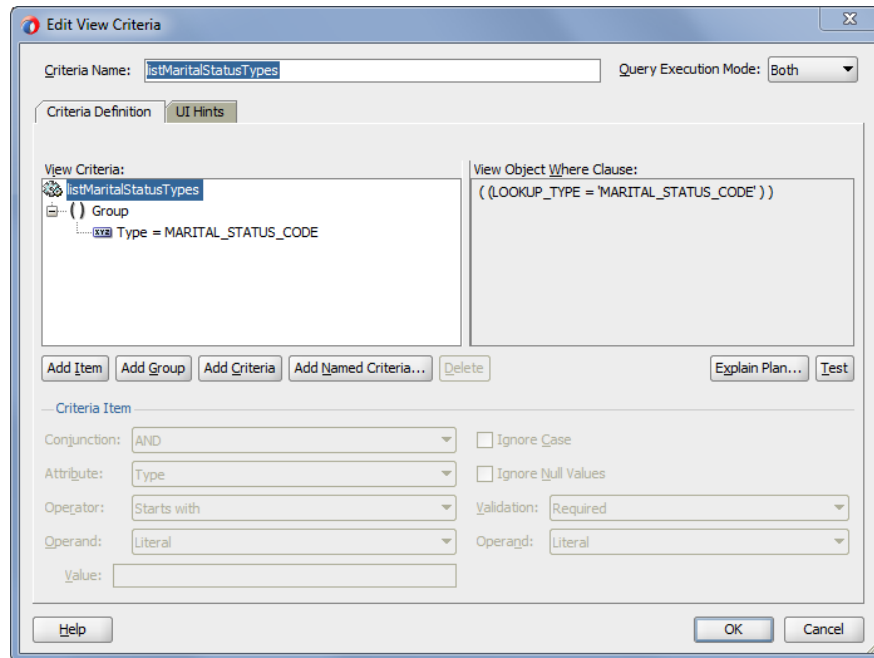 Edit View Criteria
Criteria Name: listMaritalStatusTypes Query Execution Mode: Both
Criteria Definition UI Hints
View Criteria: View Object Where Clause:
listMaritalStatusTypes ( (LOOKUP_TYPE = 'MARITAL_STATUS_CODE' ) )
( ) Group
XYZ Type = MARITAL_STATUS_CODE
Add Item Add Group Add Criteria Add Named Criteria... Delete Explain Plan... Test
Criteria Item
Conjunction: AND Ignore Case
Attribute: Type Ignore Null Values
Operator: Starts with Validation: Required
Operand: Literal Operand: Literal
Value:
Help OK Cancel